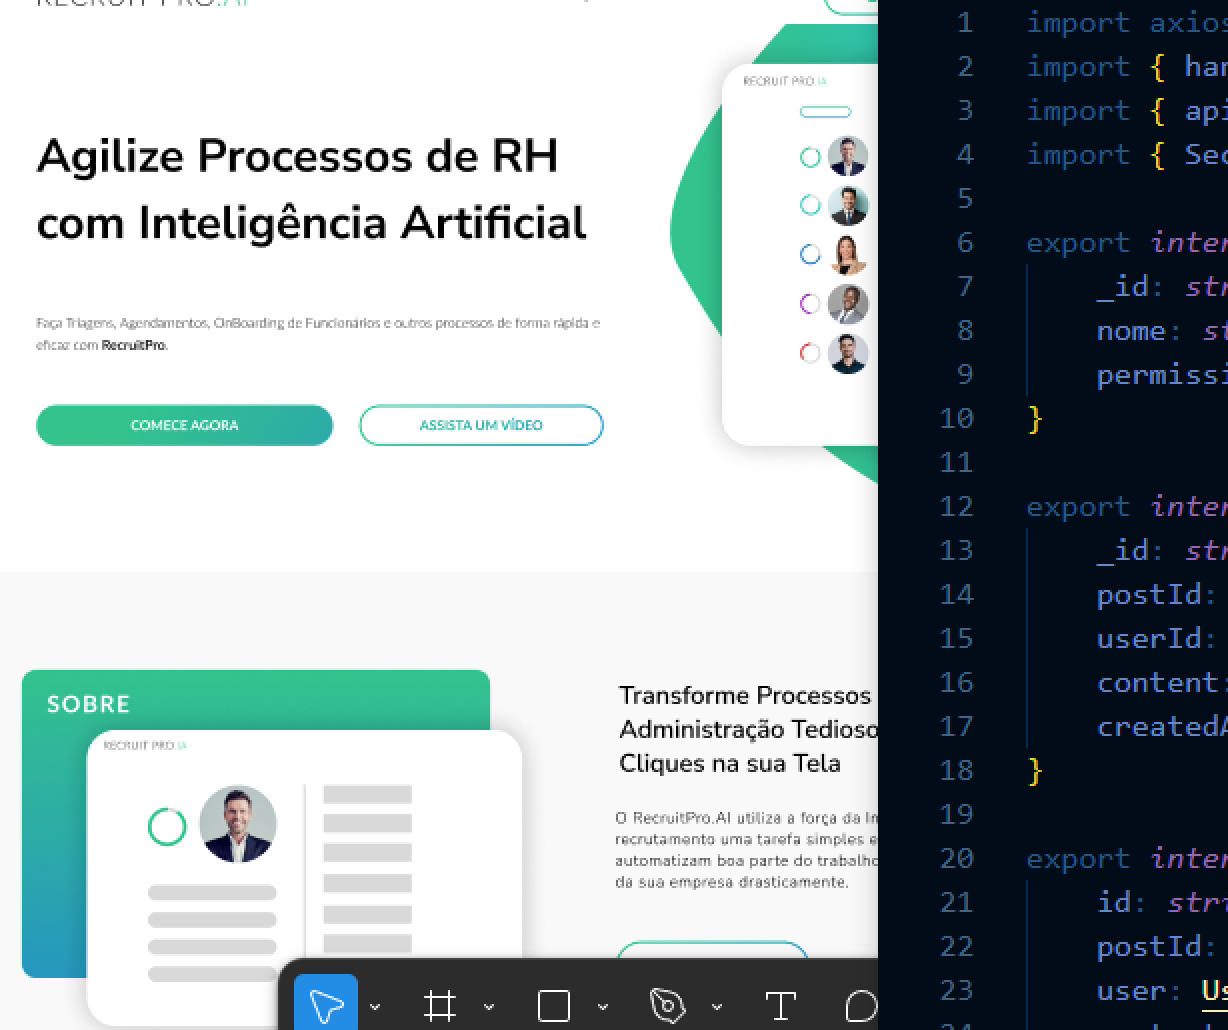 RECRUIT PRO.AI
Agilize Processos de RH
com Inteligência Artificial
Faça Triagens, Agendamentos, OnBoarding de Funcionários e outros processos de forma rápida e
eficaz com RecruitPro.
COMECE AGORA
ASSISTA UM VÍDEO
RECRUIT PRO.IA
SOBRE
RECRUIT PRO.IA
Transforme Processos
Administração Tedioso
Cliques na sua Tela
O RecruitPro.AI utiliza a força da In
recrutamento uma tarefa simples e
automatizam boa parte do trabalho
da sua empresa drasticamente.
1 import axios
2 import { han
3 import { api
4 import { Sec
5
6 export inter
7 _id: str
8 nome: st
9 permissi
10 }
11
12 export inter
13 _id: str
14 postId:
15 userId:
16 content:
17 createdA
18 }
19
20 export inter
21 id: stri
22 postId:
23 user: Us
24